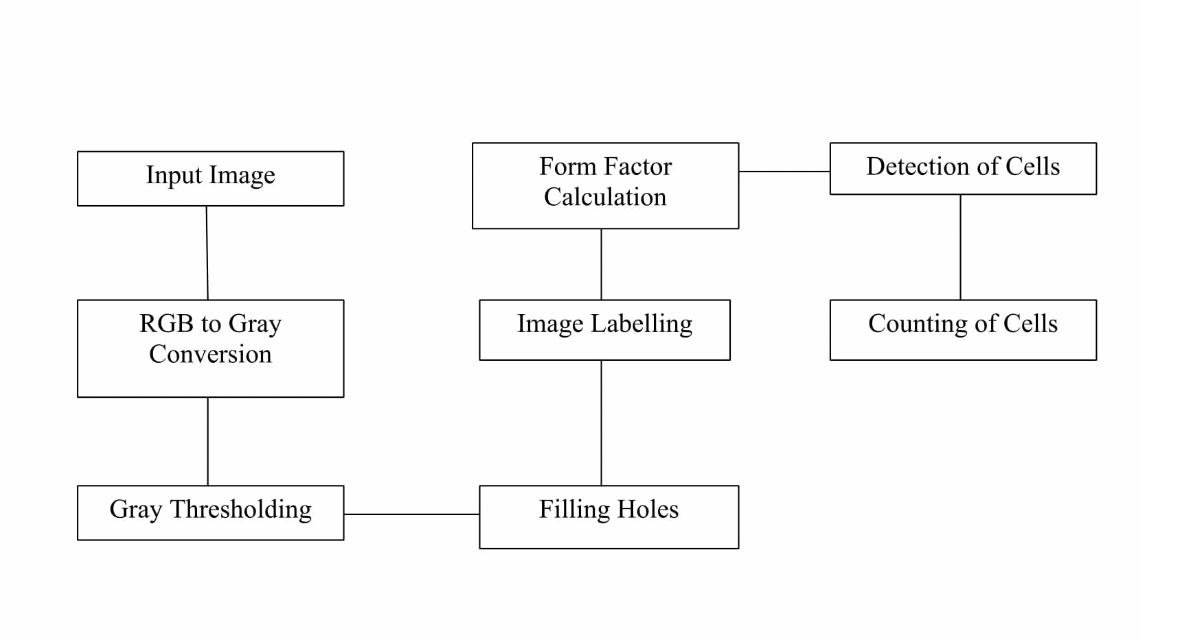 Input Image
RGB to Gray
Conversion
Gray Thresholding
Filling Holes
Image Labelling
Form Factor
Calculation
Detection of Cells
Counting of Cells